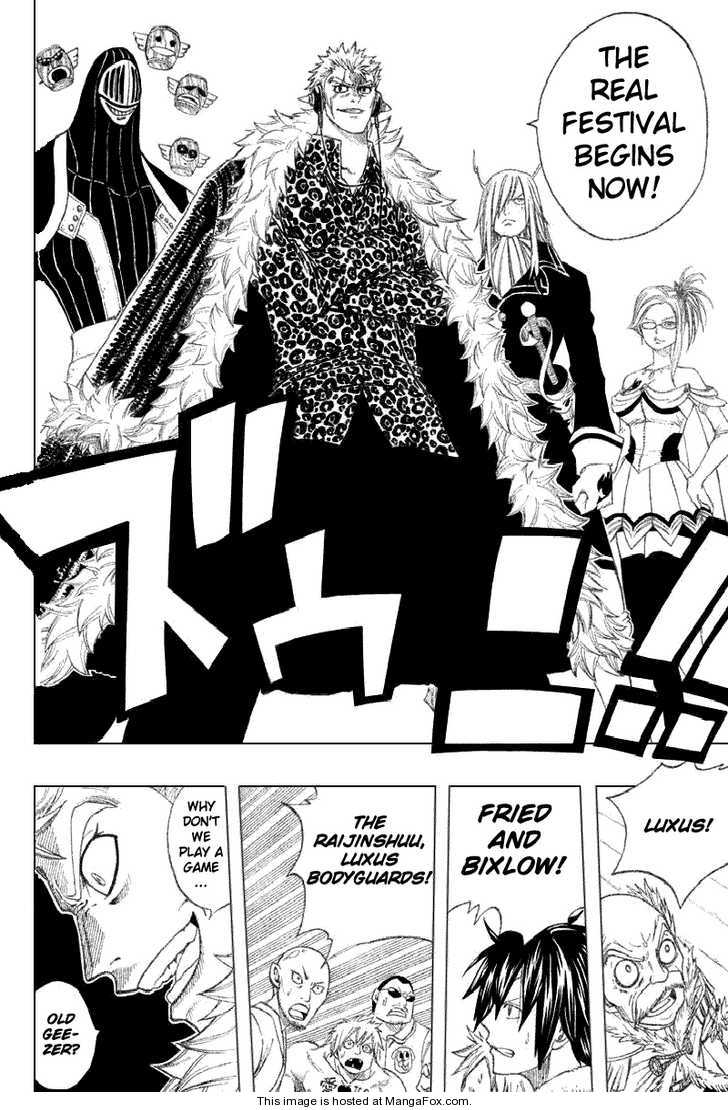 THE
REAL
FESTIVAL
BEGINS
NOW!
ズゥン!!
LUXUS!
FRIED
AND
BIXLOW!
THE
RAIJINSHUU,
LUXUS
BODYGUARDS!
WHY
DON'T
WE
PLAY A
GAME
...
OLD
GEE-
ZER?
This image is hosted at MangaFox.com.